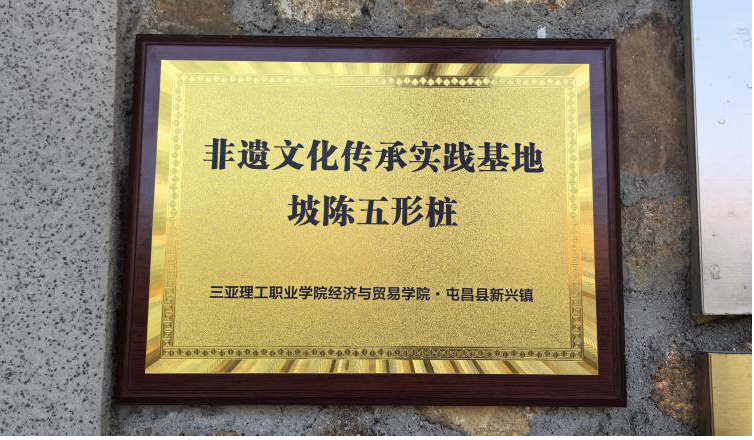 非遗文化传承实践基地
坡陈五形桩
三亚理工职业学院经济与贸易学院·屯昌县新兴镇